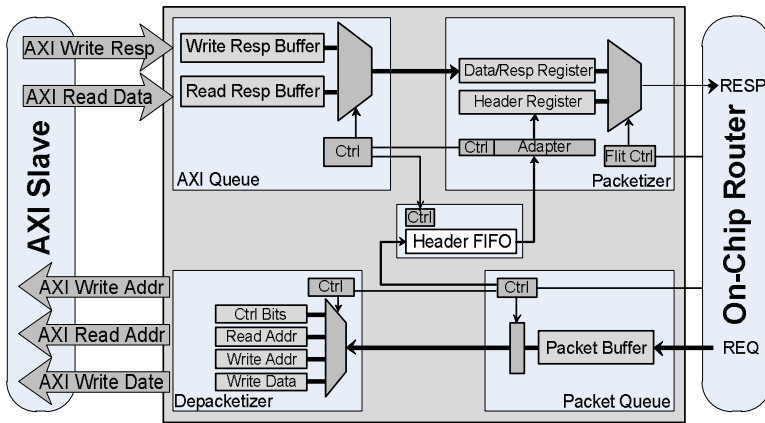 AXI Slave
AXI Write Resp
AXI Read Data
Write Resp Buffer
Read Resp Buffer
Ctrl
AXI Queue
Data/Resp Register
Header Register
Ctrl
Adapter
Flit Ctrl
Packetizer
RESP
On-Chip Router
Ctrl
Header FIFO
AXI Write Addr
AXI Read Addr
AXI Write Date
Ctrl
Ctrl Bits
Read Addr
Write Addr
Write Data
Depacketizer
Ctrl
Packet Buffer
Packet Queue
REQ